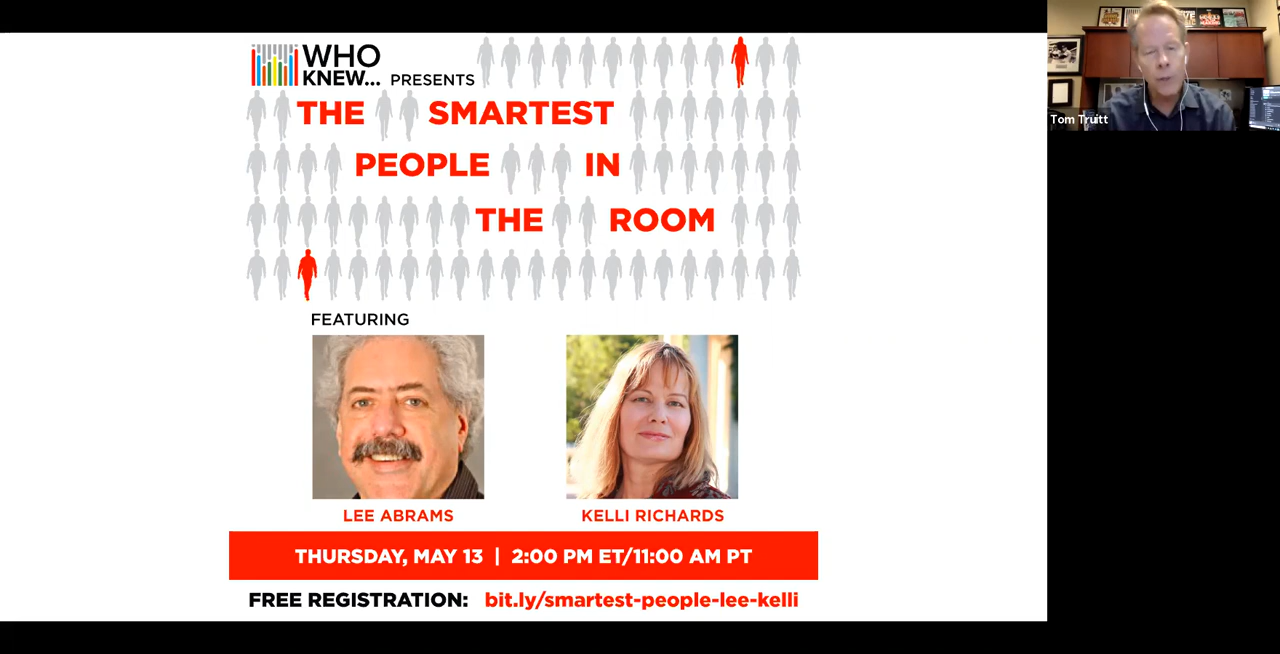 WHO
KNEW... PRESENTS
THE SMARTEST
PEOPLE IN
THE ROOM
FEATURING
LEE ABRAMS
KELLI RICHARDS
THURSDAY, MAY 13 | 2:00 PM ET/11:00 AM PT
FREE REGISTRATION: bit.ly/smartest-people-lee-kelli
Tom Truitt